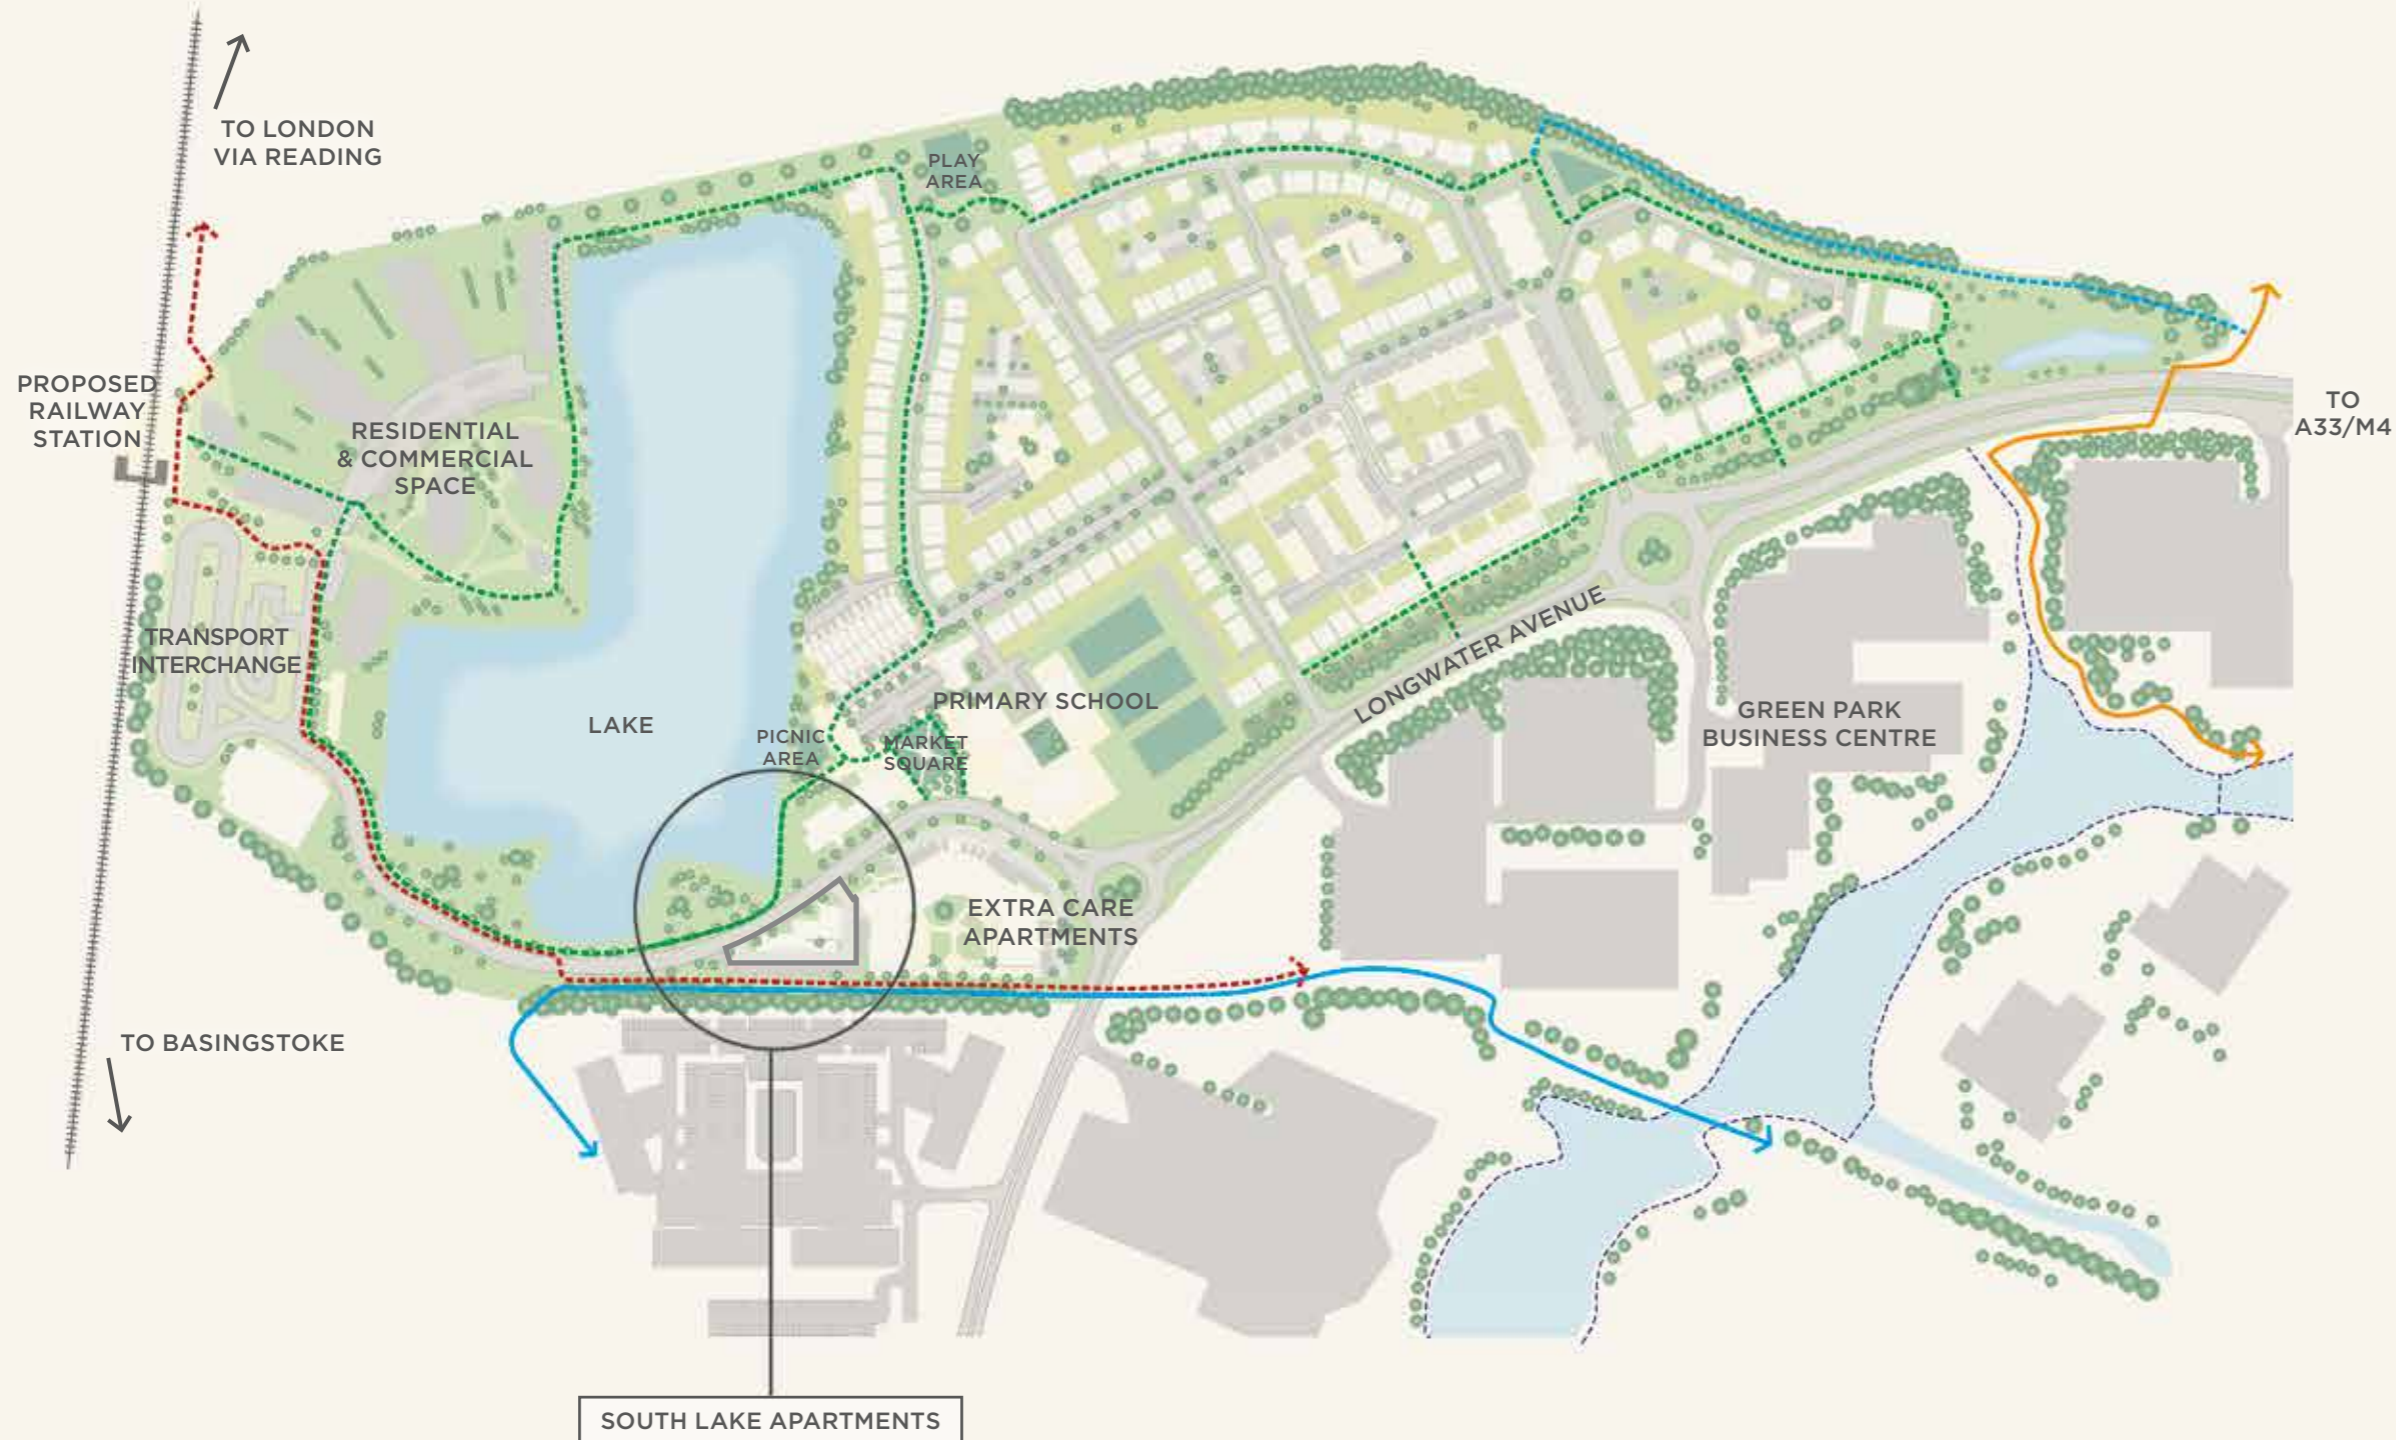 TO LONDON
VIA READING
PLAY
AREA
PROPOSED
RAILWAY
STATION
RESIDENTIAL
& COMMERCIAL
SPACE
TO
A33/M4
TRANSPORT
INTERCHANGE
LAKE
PICNIC
AREA
MARKET
SQUARE
PRIMARY SCHOOL
LONGWATER AVENUE
GREEN PARK
BUSINESS CENTRE
EXTRA CARE
APARTMENTS
TO BASINGSTOKE
SOUTH LAKE APARTMENTS